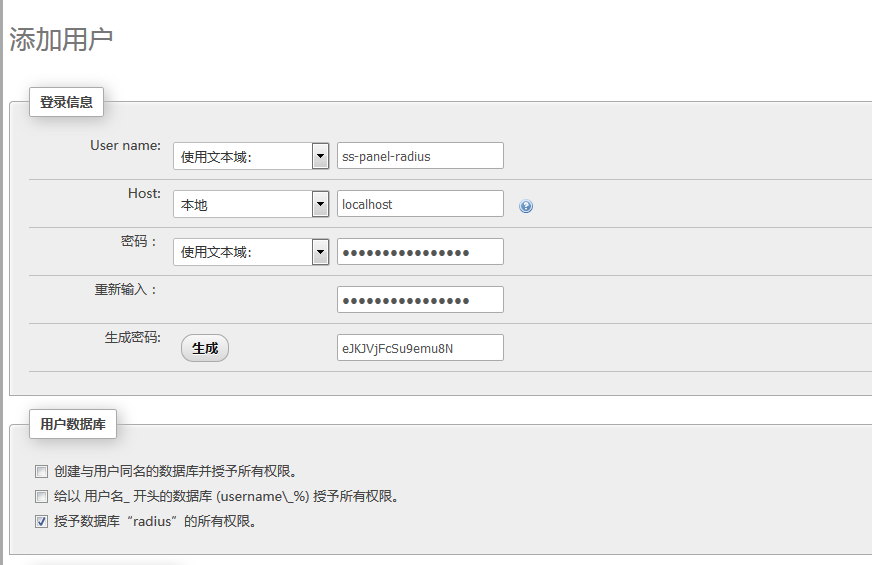 添加用户
登录信息
User name: 使用文本域: ss-panel-radius
Host: 本地 localhost
密码： 使用文本域: ●●●●●●●●●●●●●●●●
重新输入： ●●●●●●●●●●●●●●●●
生成密码: 生成 eJKJVjFcSu9emu8N
用户数据库
创建与用户同名的数据库并授予所有权限。
给以 用户名_ 开头的数据库 (username\_%) 授予所有权限。
授予数据库“radius”的所有权限。